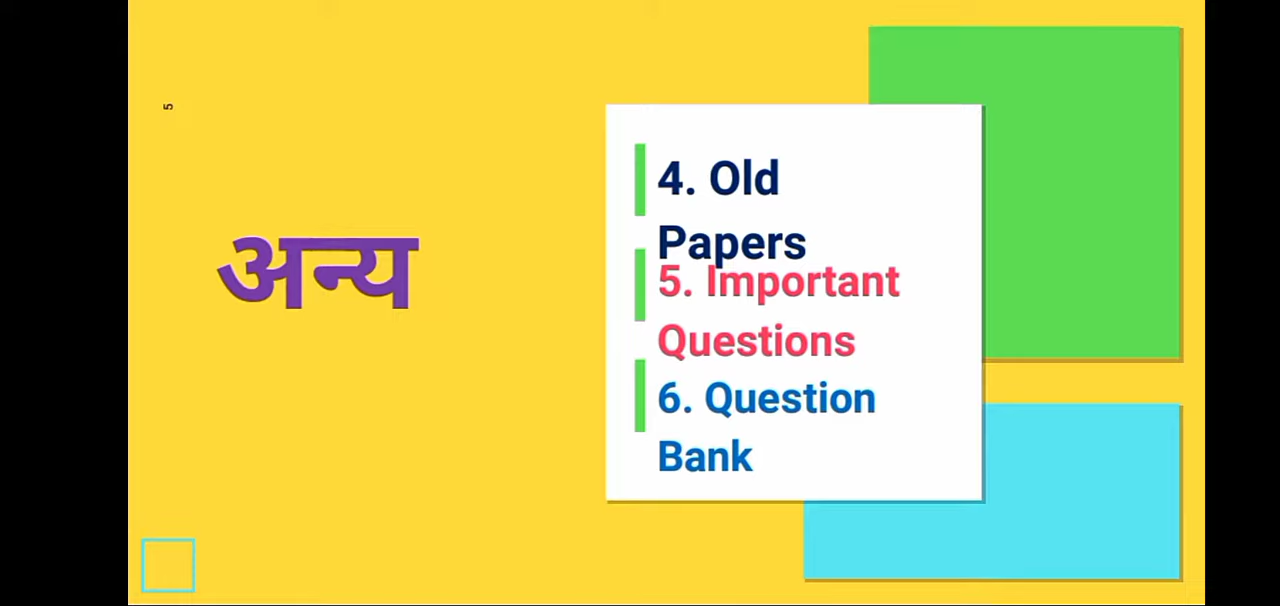 5
अन्य
4. Old
Papers
5. Important
Questions
6. Question
Bank